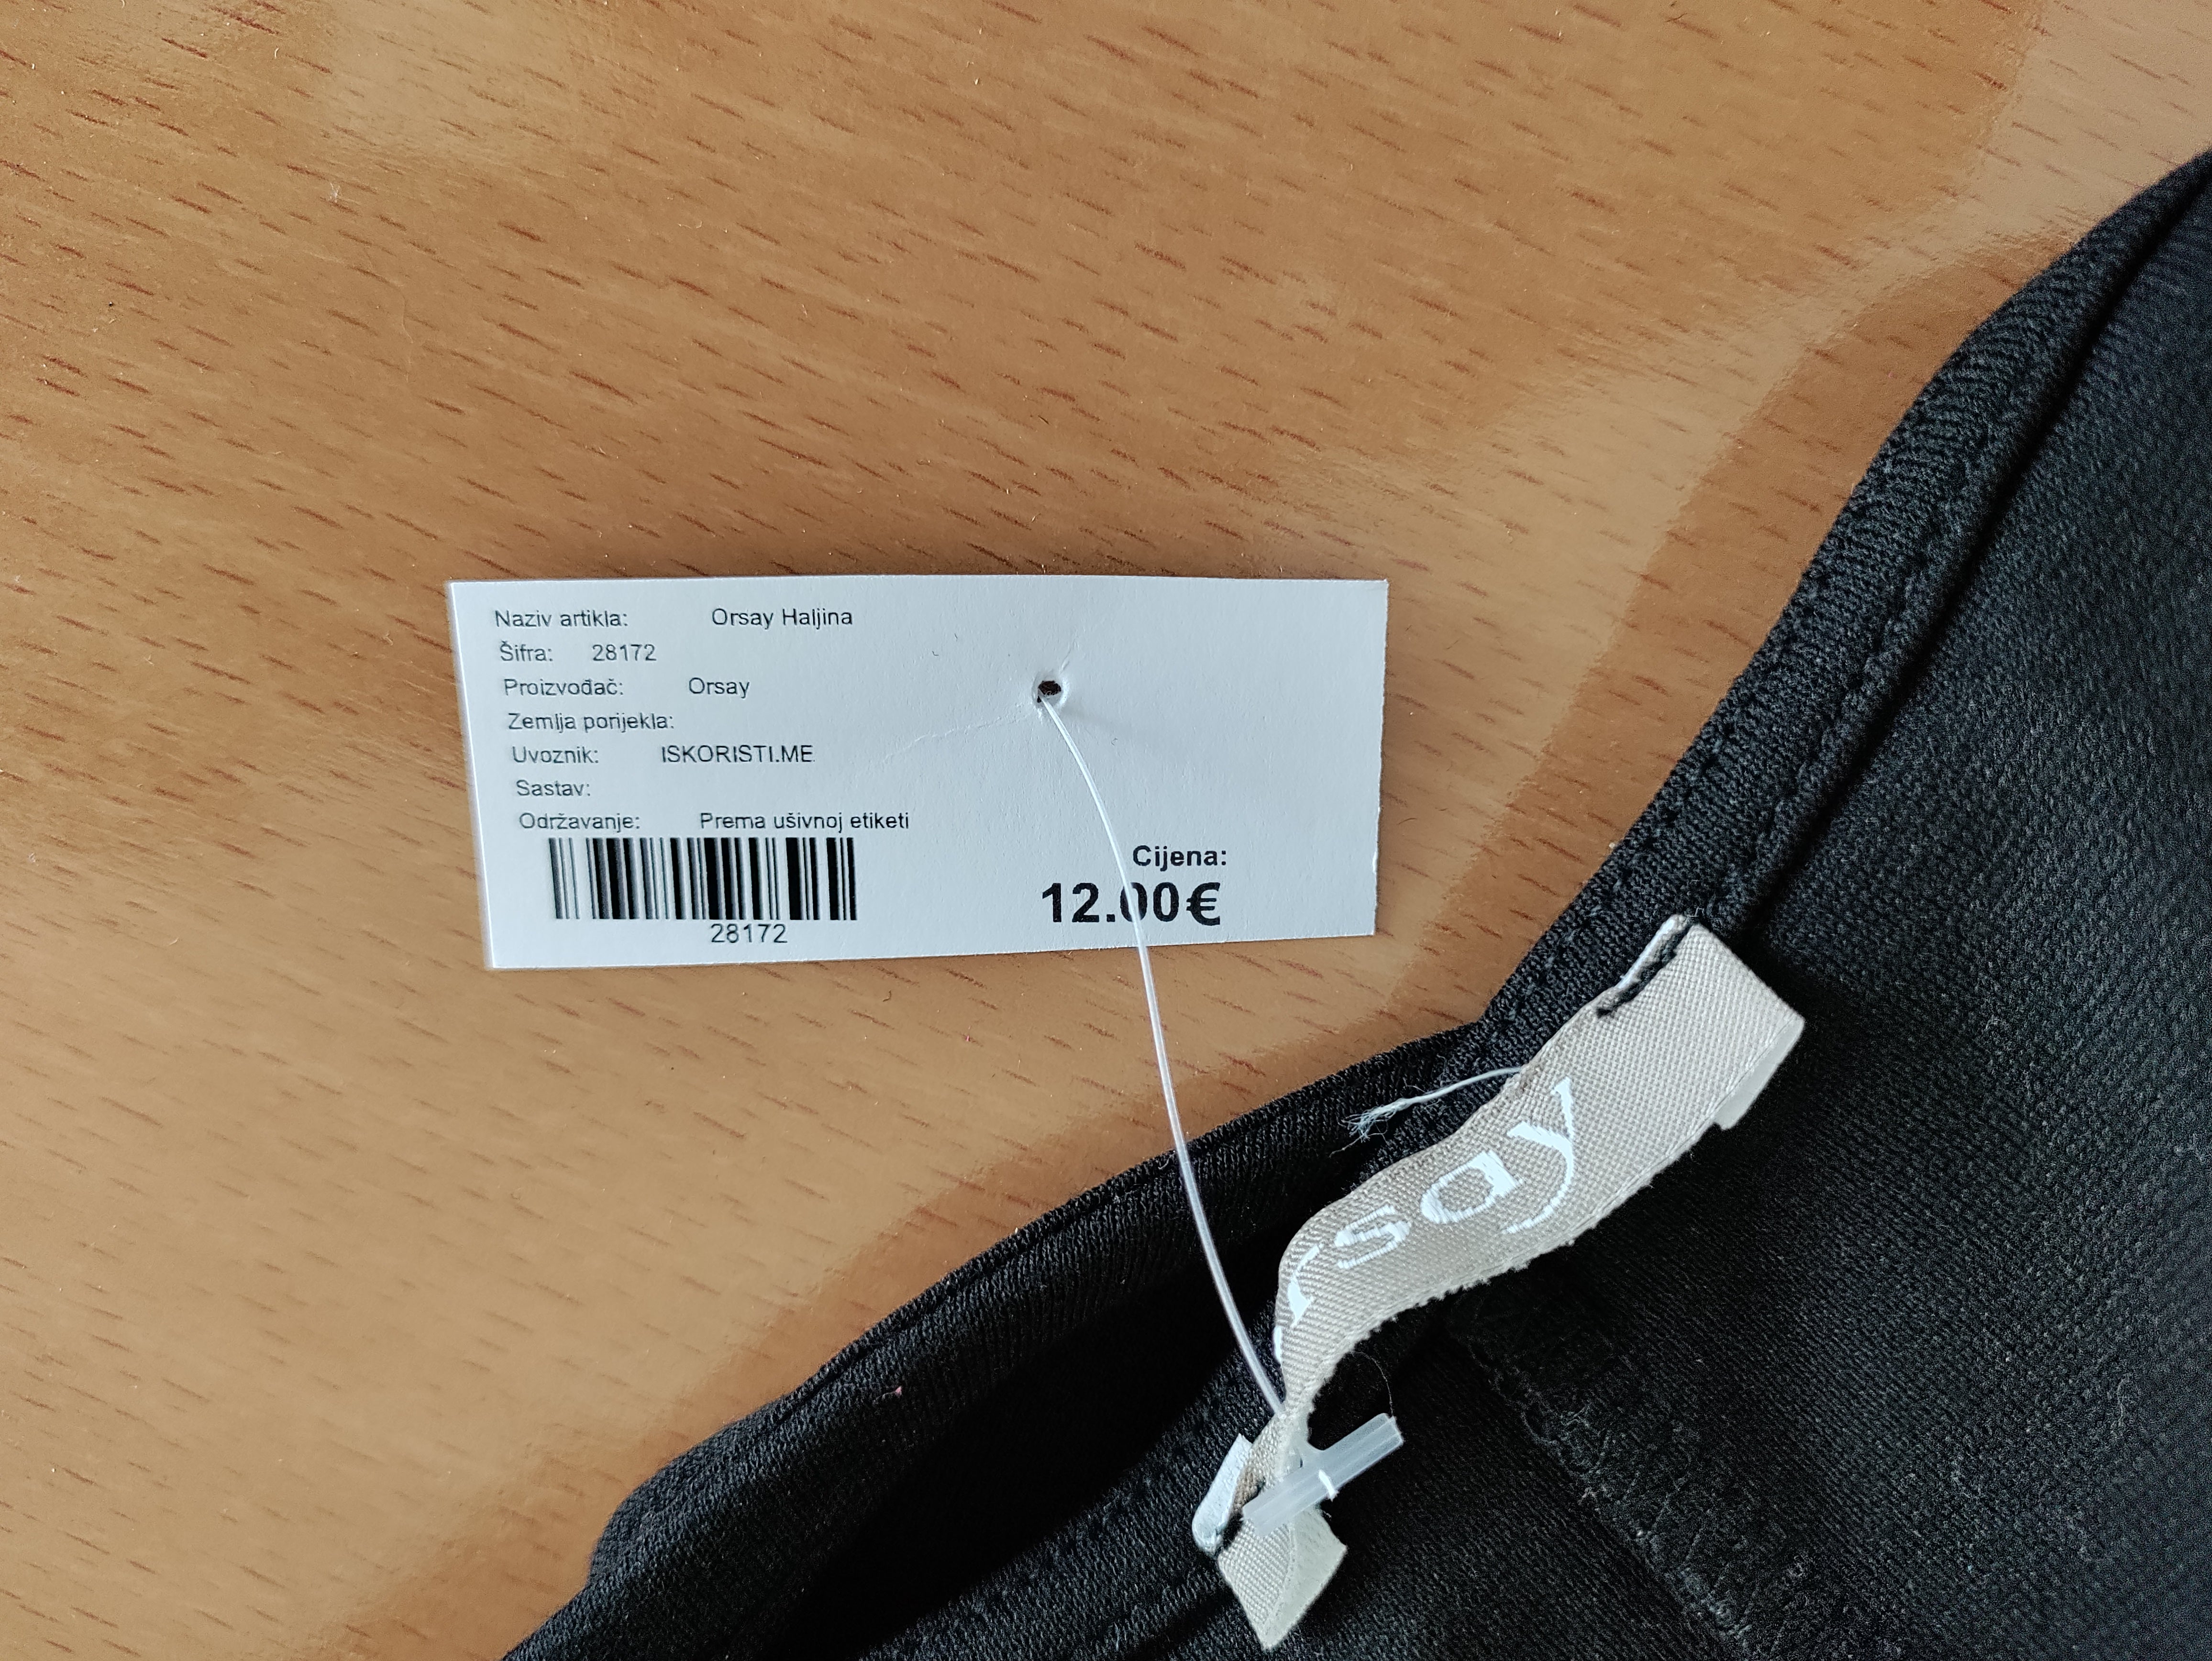 Naziv artikla: Orsay Haljina
Šifra: 28172
Proizvođač: Orsay
Zemlja porijekla:
Uvoznik: ISKORISTI.ME
Sastav:
Održavanje: Prema ušivnoj etiketi
28172
Cijena:
12.00€
rsay